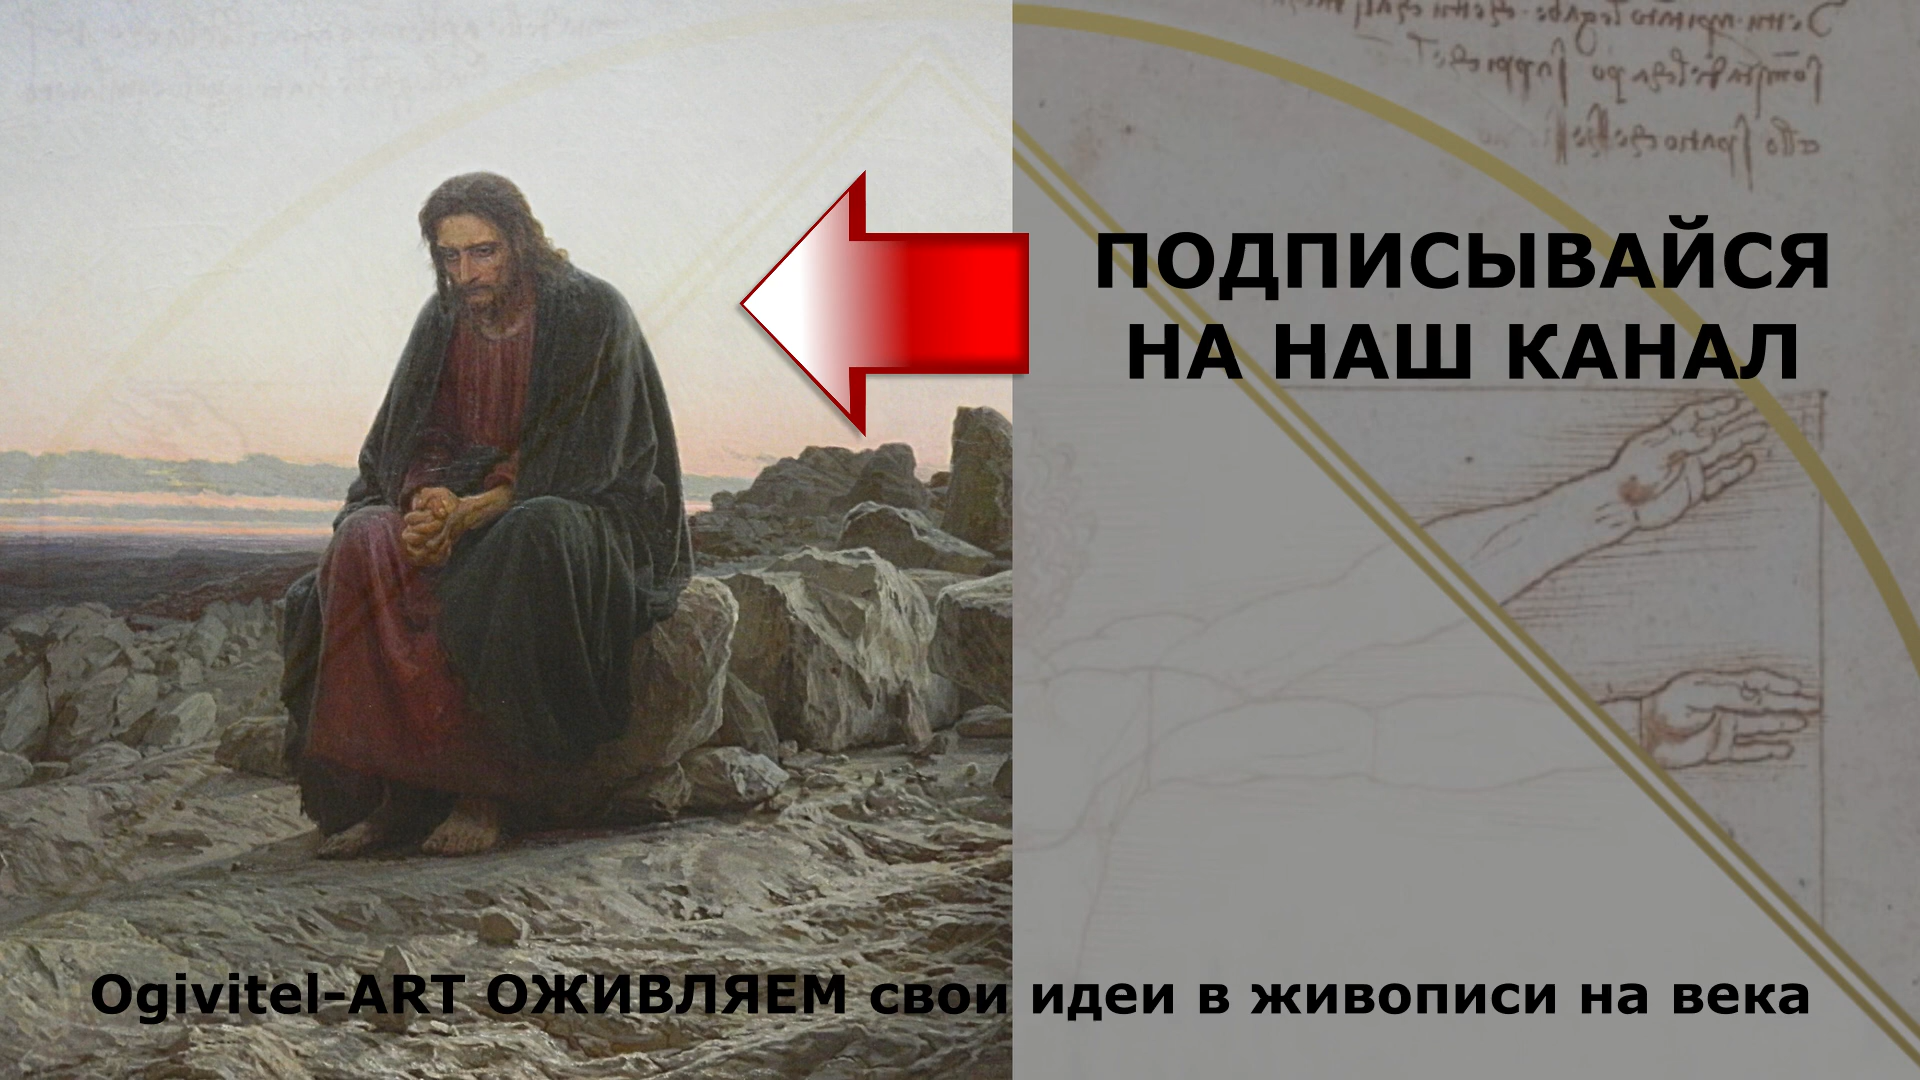 ПОДПИСЫВАЙСЯ
НА НАШ КАНАЛ
Ogivitel–ART ОЖИВЛЯЕМ свои идеи в живописи на века